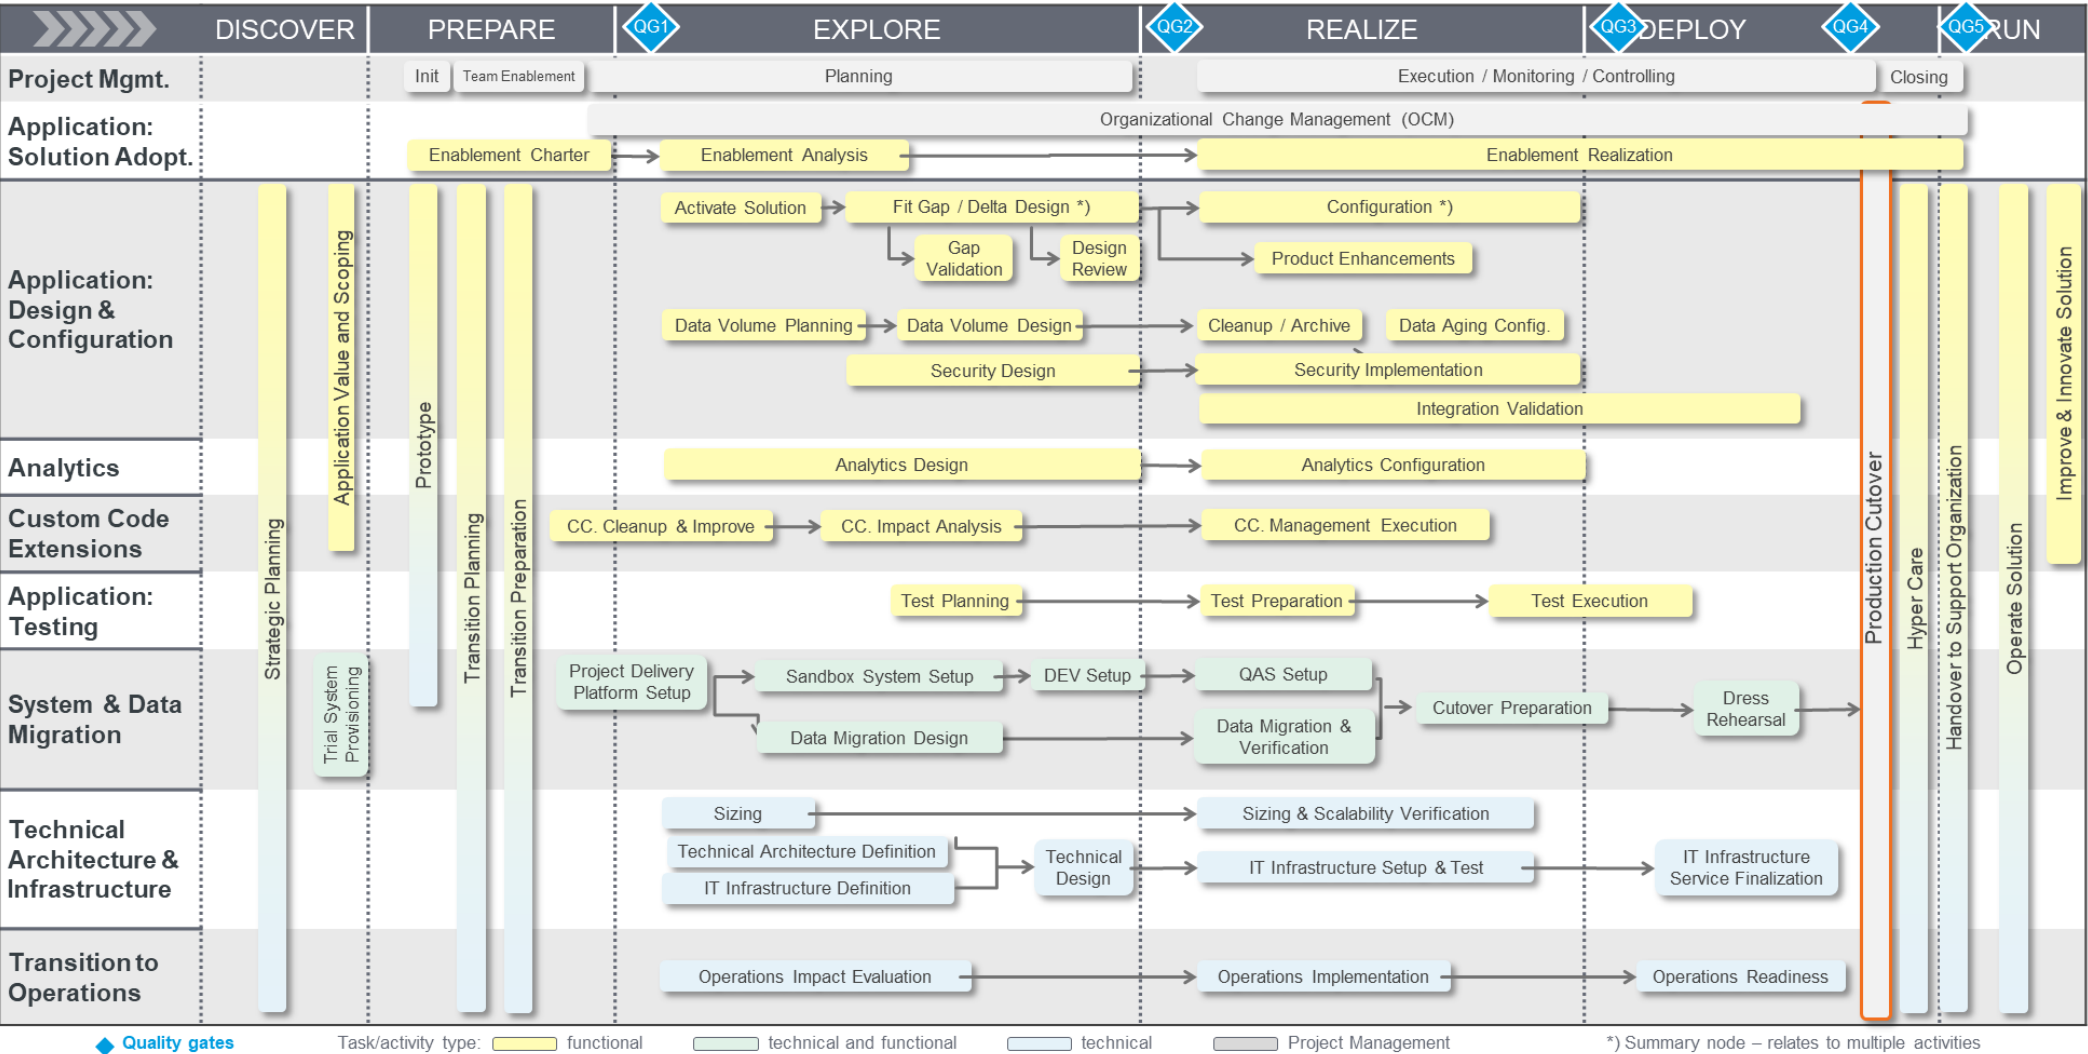 DISCOVER
PREPARE
QG1
EXPLORE
QG2
REALIZE
QG3
DEPLOY
QG4
QG5
RUN
Project Mgmt.
Init
Team Enablement
Planning
Execution / Monitoring / Controlling
Closing
Application:
Solution Adopt.
Organizational Change Management (OCM)
Enablement Charter
Enablement Analysis
Enablement Realization
Application:
Design &
Configuration
Activate Solution
Fit Gap / Delta Design *)
Configuration *)
Gap
Validation
Design
Review
Product Enhancements
Data Volume Planning
Data Volume Design
Cleanup / Archive
Data Aging Config.
Security Design
Security Implementation
Integration Validation
Analytics
Analytics Design
Analytics Configuration
Custom Code
Extensions
CC. Cleanup & Improve
CC. Impact Analysis
CC. Management Execution
Application:
Testing
Test Planning
Test Preparation
Test Execution
System & Data
Migration
Project Delivery
Platform Setup
Sandbox System Setup
DEV Setup
QAS Setup
Data Migration Design
Data Migration &
Verification
Cutover Preparation
Dress
Rehearsal
Technical
Architecture &
Infrastructure
Sizing
Sizing & Scalability Verification
Technical Architecture Definition
IT Infrastructure Definition
Technical
Design
IT Infrastructure Setup & Test
IT Infrastructure
Service Finalization
Transition to
Operations
Operations Impact Evaluation
Operations Implementation
Operations Readiness
Strategic Planning
Application Value and Scoping
Trial System
Provisioning
Prototype
Transition Planning
Transition Preparation
Production Cutover
Hyper Care
Handover to Support Organization
Operate Solution
Improve & Innovate Solution
Quality gates
Task/activity type:
functional
technical and functional
technical
Project Management
*) Summary node – relates to multiple activities